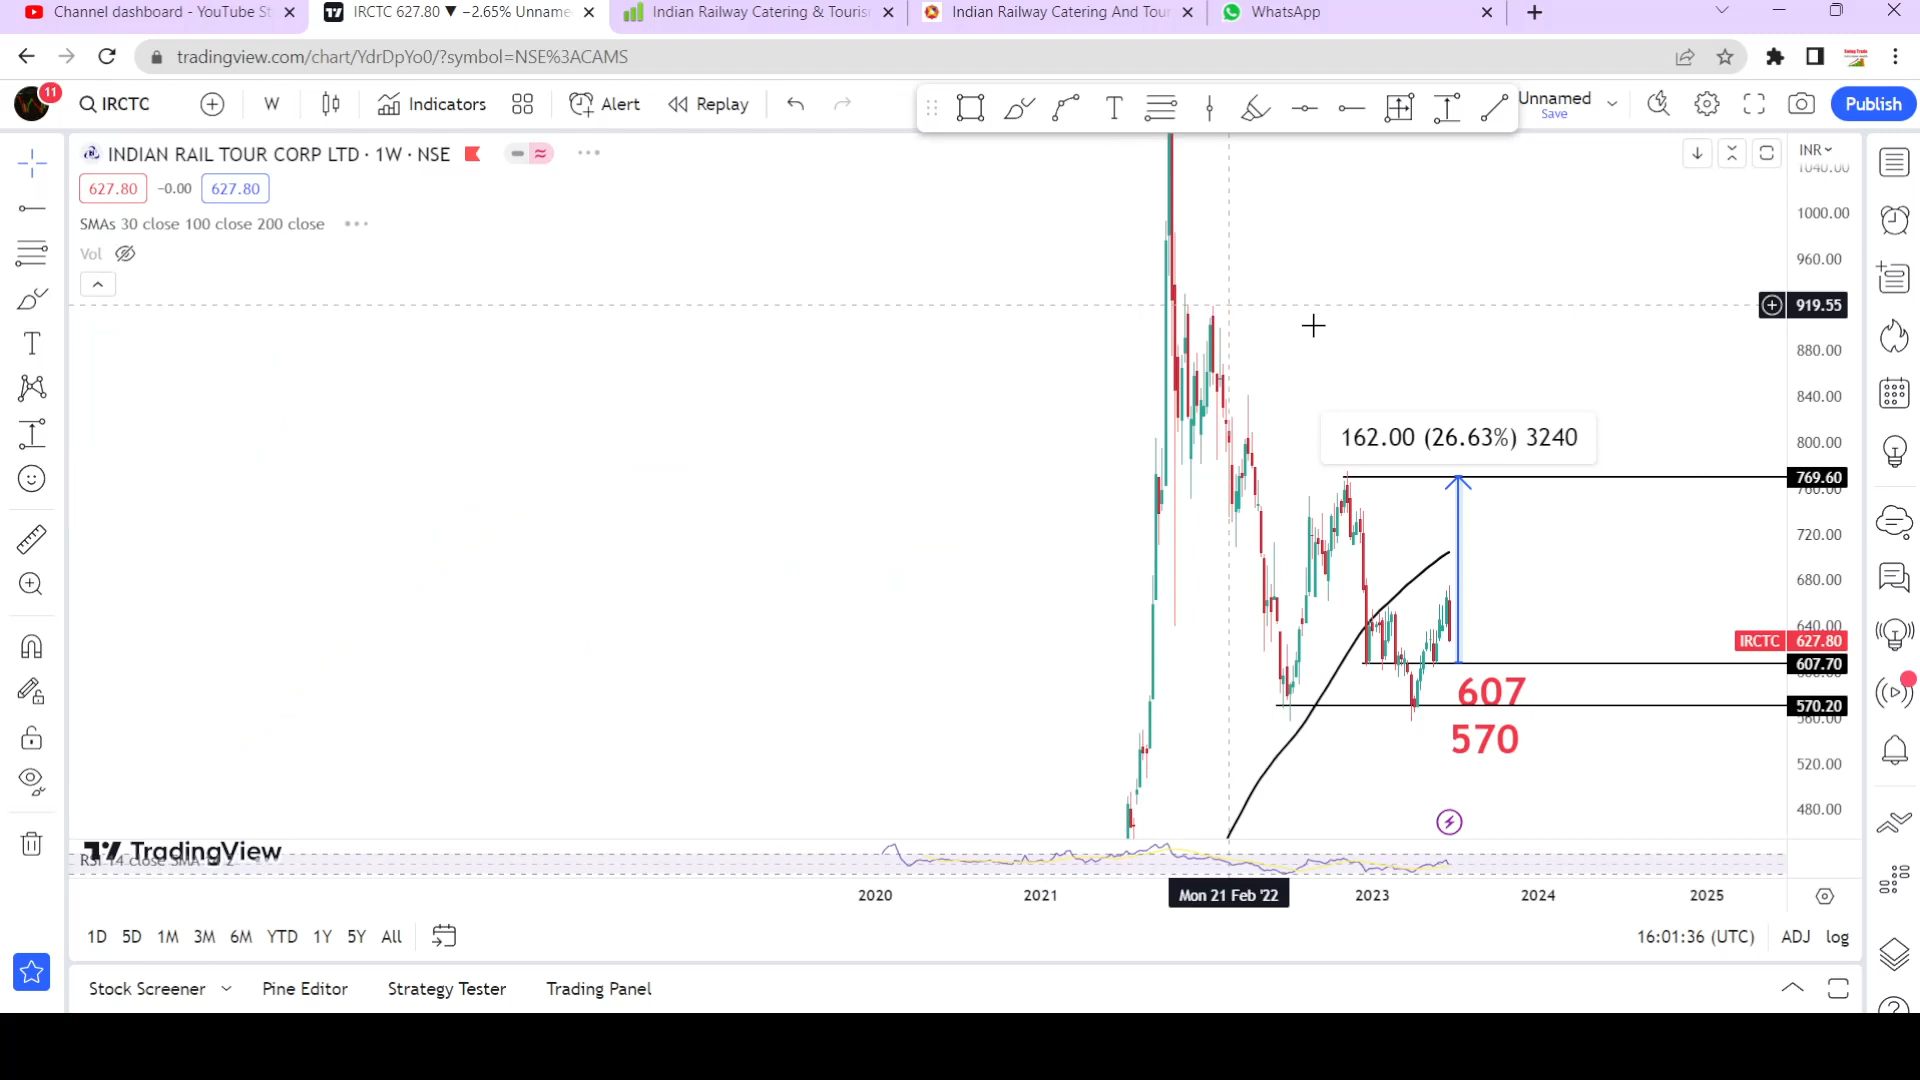 Channel dashboard - YouTube St
IRCTC 627.80 ▼ −2.65% Unname
Indian Railway Catering & Touris
Indian Railway Catering And Tour
WhatsApp
tradingview.com/chart/YdrDpYo0/?symbol=NSE%3ACAMS
11
IRCTC
W
Indicators
Alert
Replay
Unnamed
Save
Publish
INDIAN RAIL TOUR CORP LTD · 1W · NSE
INR
627.80
−0.00
627.80
SMAs 30 close 100 close 200 close
Vol
1040.00
1000.00
960.00
919.55
880.00
840.00
800.00
162.00 (26.63%) 3240
769.60
760.00
720.00
680.00
640.00
IRCTC 627.80
607.70
607
570.20
560.00
570
520.00
480.00
TradingView
RSI 14 close SMA 14 2
2020
2021
Mon 21 Feb '22
2023
2024
2025
1D
5D
1M
3M
6M
YTD
1Y
5Y
All
16:01:36 (UTC)
ADJ
log
Stock Screener
Pine Editor
Strategy Tester
Trading Panel